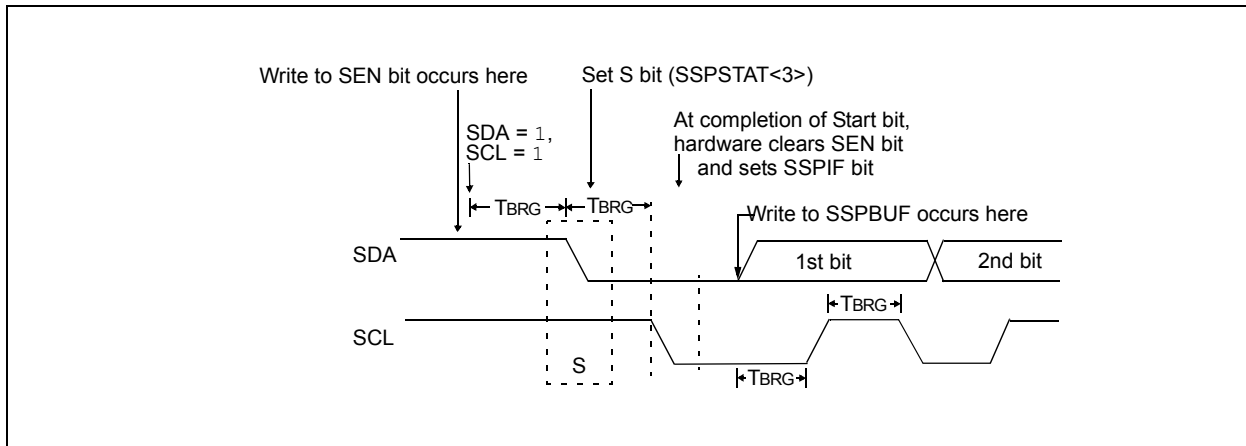 Write to SEN bit occurs here
Set S bit (SSPSTAT<3>)
SDA = 1,
SCL = 1
At completion of Start bit,
hardware clears SEN bit
and sets SSPIF bit
TBRG
TBRG
Write to SSPBUF occurs here
SDA
1st bit
2nd bit
TBRG
SCL
S
TBRG